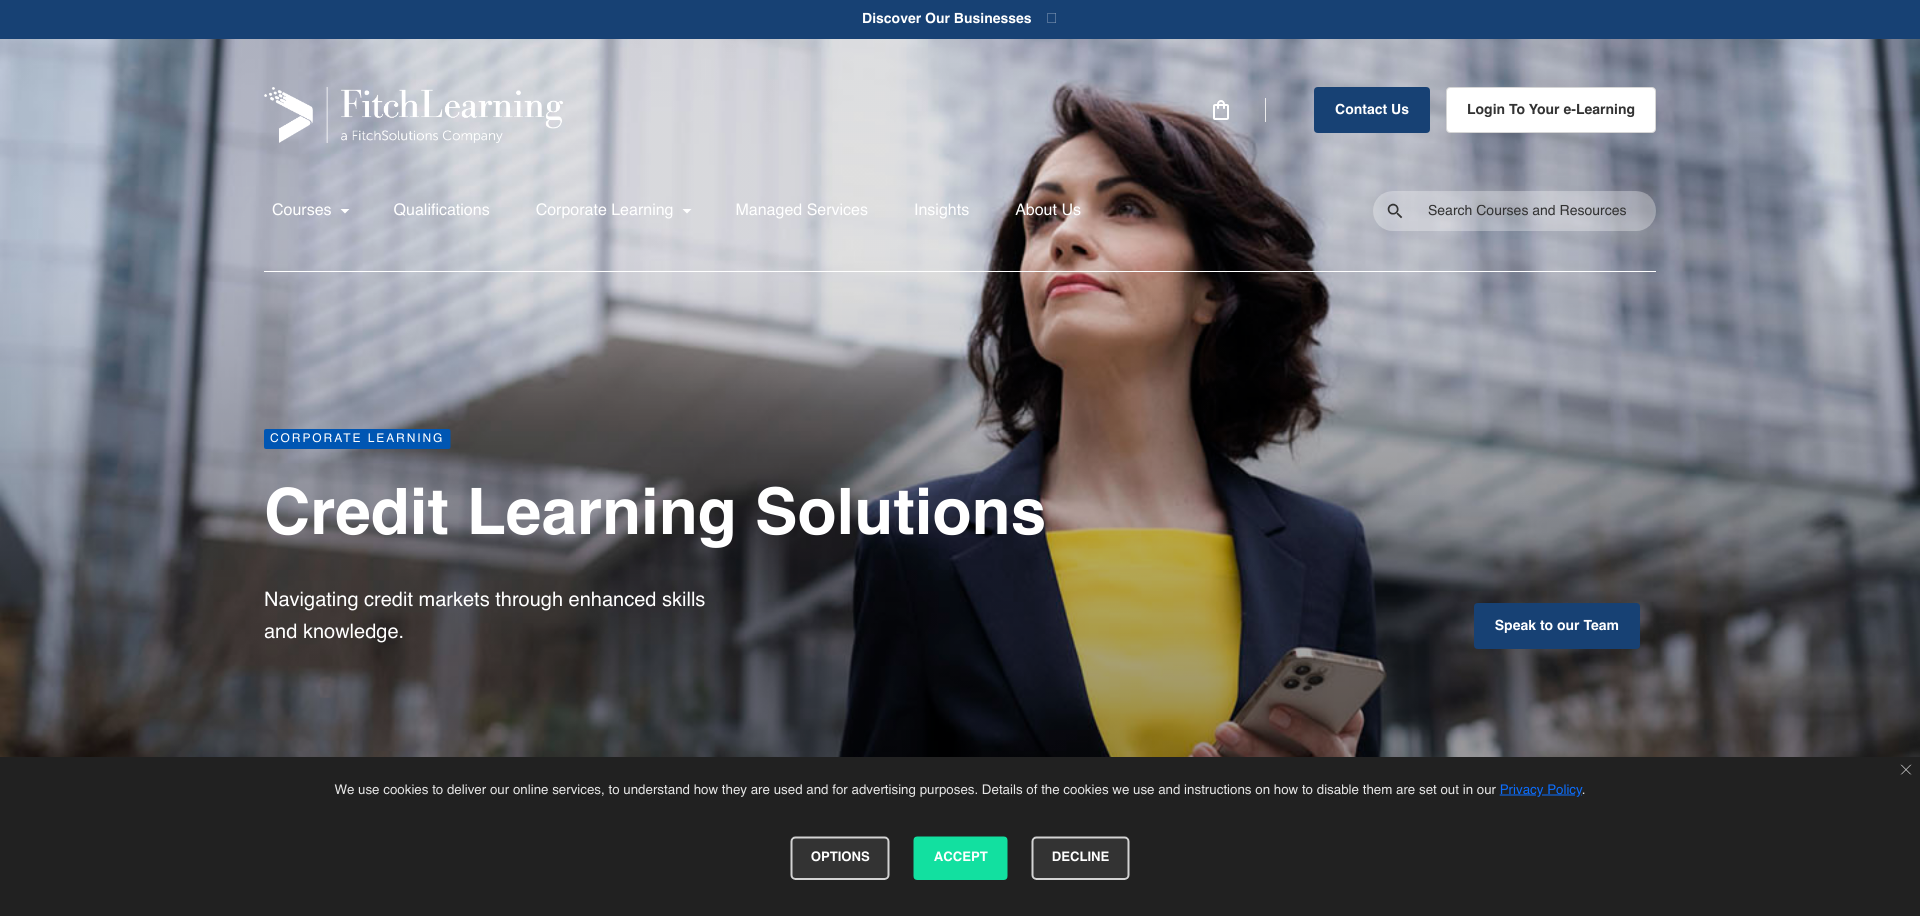 Discover Our Businesses
FitchLearning
a FitchSolutions Company
Contact Us
Login To Your e-Learning
Courses
Qualifications
Corporate Learning
Managed Services
Insights
About Us
Search Courses and Resources
CORPORATE LEARNING
Credit Learning Solutions
Navigating credit markets through enhanced skills
and knowledge.
Speak to our Team
We use cookies to deliver our online services, to understand how they are used and for advertising purposes. Details of the cookies we use and instructions on how to disable them are set out in our Privacy Policy.
OPTIONS
ACCEPT
DECLINE